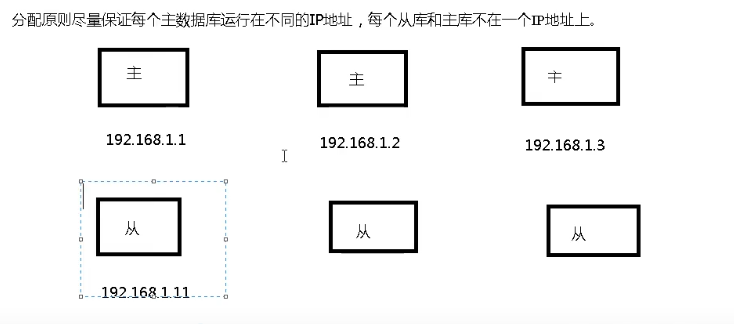 分配原则尽量保证每个主数据库运行在不同的IP地址，每个从库和主库不在一个IP地址上。
主 主 主
192.168.1.1 192.168.1.2 192.168.1.3
从 从 从
192.168.1.11